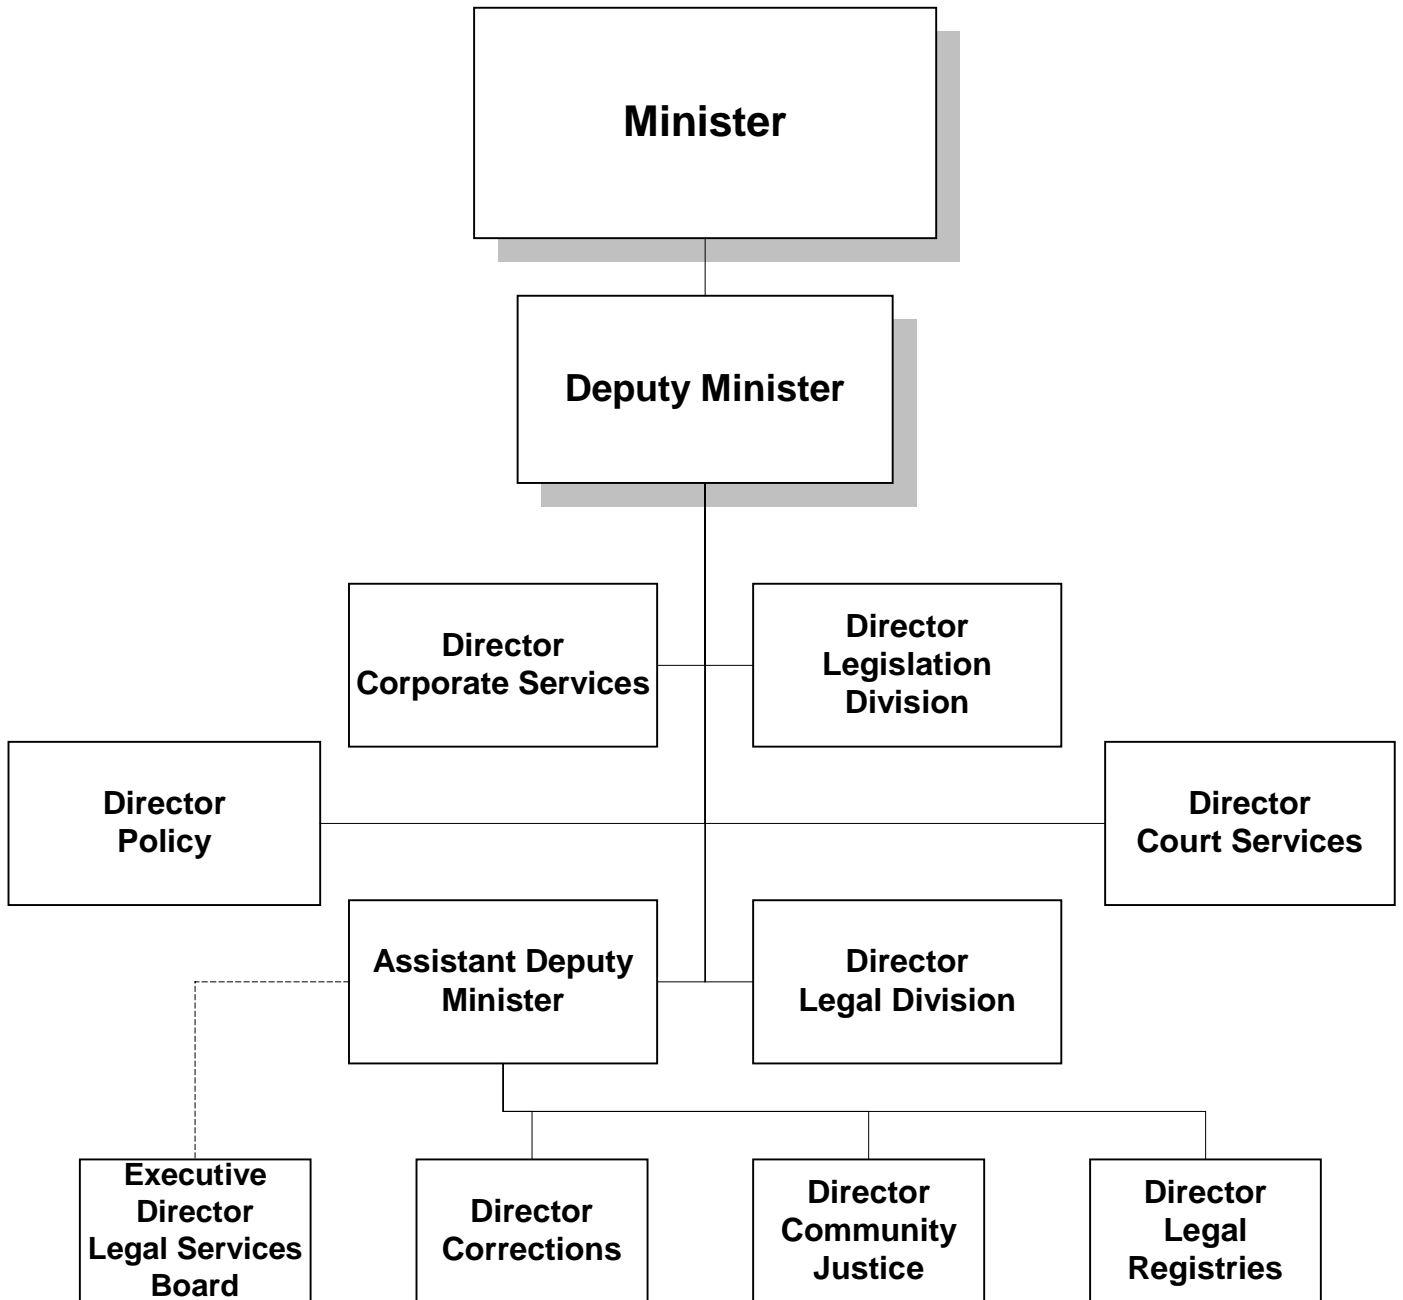 Minister
Deputy Minister
Director
Corporate Services
Director
Legislation
Division
Director
Policy
Director
Court Services
Assistant Deputy
Minister
Director
Legal Division
Executive
Director
Legal Services
Board
Director
Corrections
Director
Community
Justice
Director
Legal
Registries